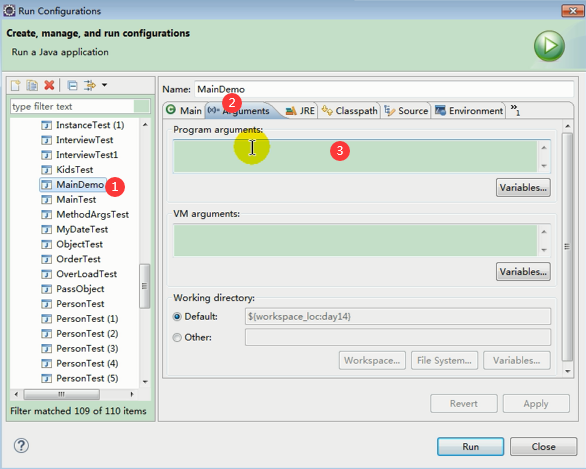 Run Configurations
Create, manage, and run configurations
Run a Java application
type filter text
InstanceTest (1)
InterviewTest
InterviewTest1
KidsTest
MainDemo 1
MainTest
MethodArgsTest
MyDateTest
ObjectTest
OrderTest
OverLoadTest
PassObject
PersonTest
PersonTest (1)
PersonTest (2)
PersonTest (3)
PersonTest (4)
PersonTest (5)
Filter matched 109 of 110 items
Name: MainDemo
2
Main (x)= Arguments JRE Classpath Source Environment »1
Program arguments:
3
Variables...
VM arguments:
Variables...
Working directory:
Default: ${workspace_loc:day14}
Other:
Workspace... File System... Variables...
Revert Apply
? Run Close